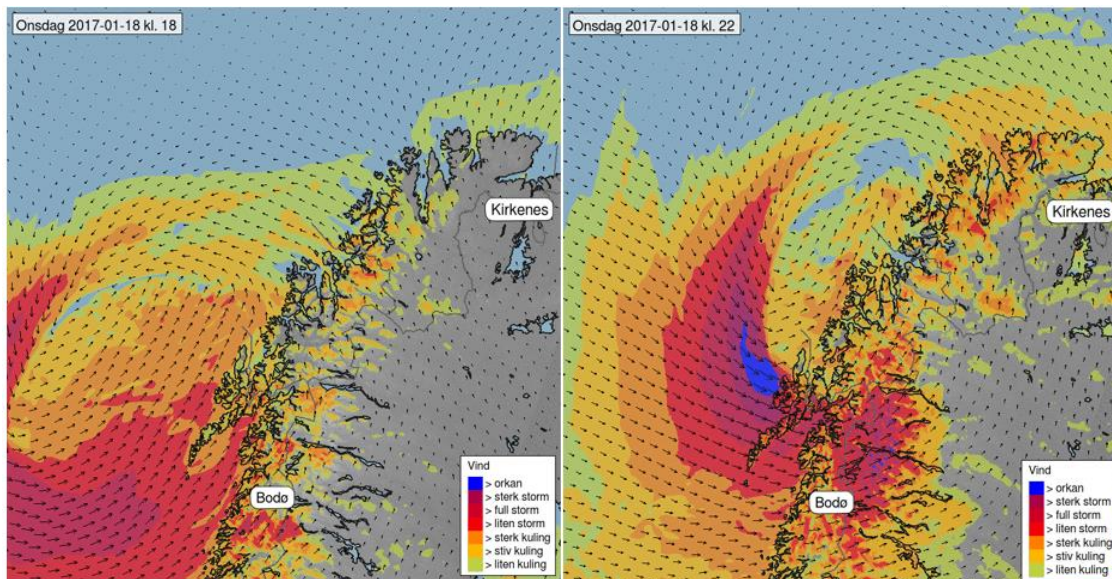 Onsdag 2017-01-18 kl. 18
Kirkenes
Bodø
Vind
> orkan
> sterk storm
> full storm
> liten storm
> sterk kuling
> stiv kuling
> liten kuling
Onsdag 2017-01-18 kl. 22
Kirkenes
Bodø
Vind
> orkan
> sterk storm
> full storm
> liten storm
> sterk kuling
> stiv kuling
> liten kuling